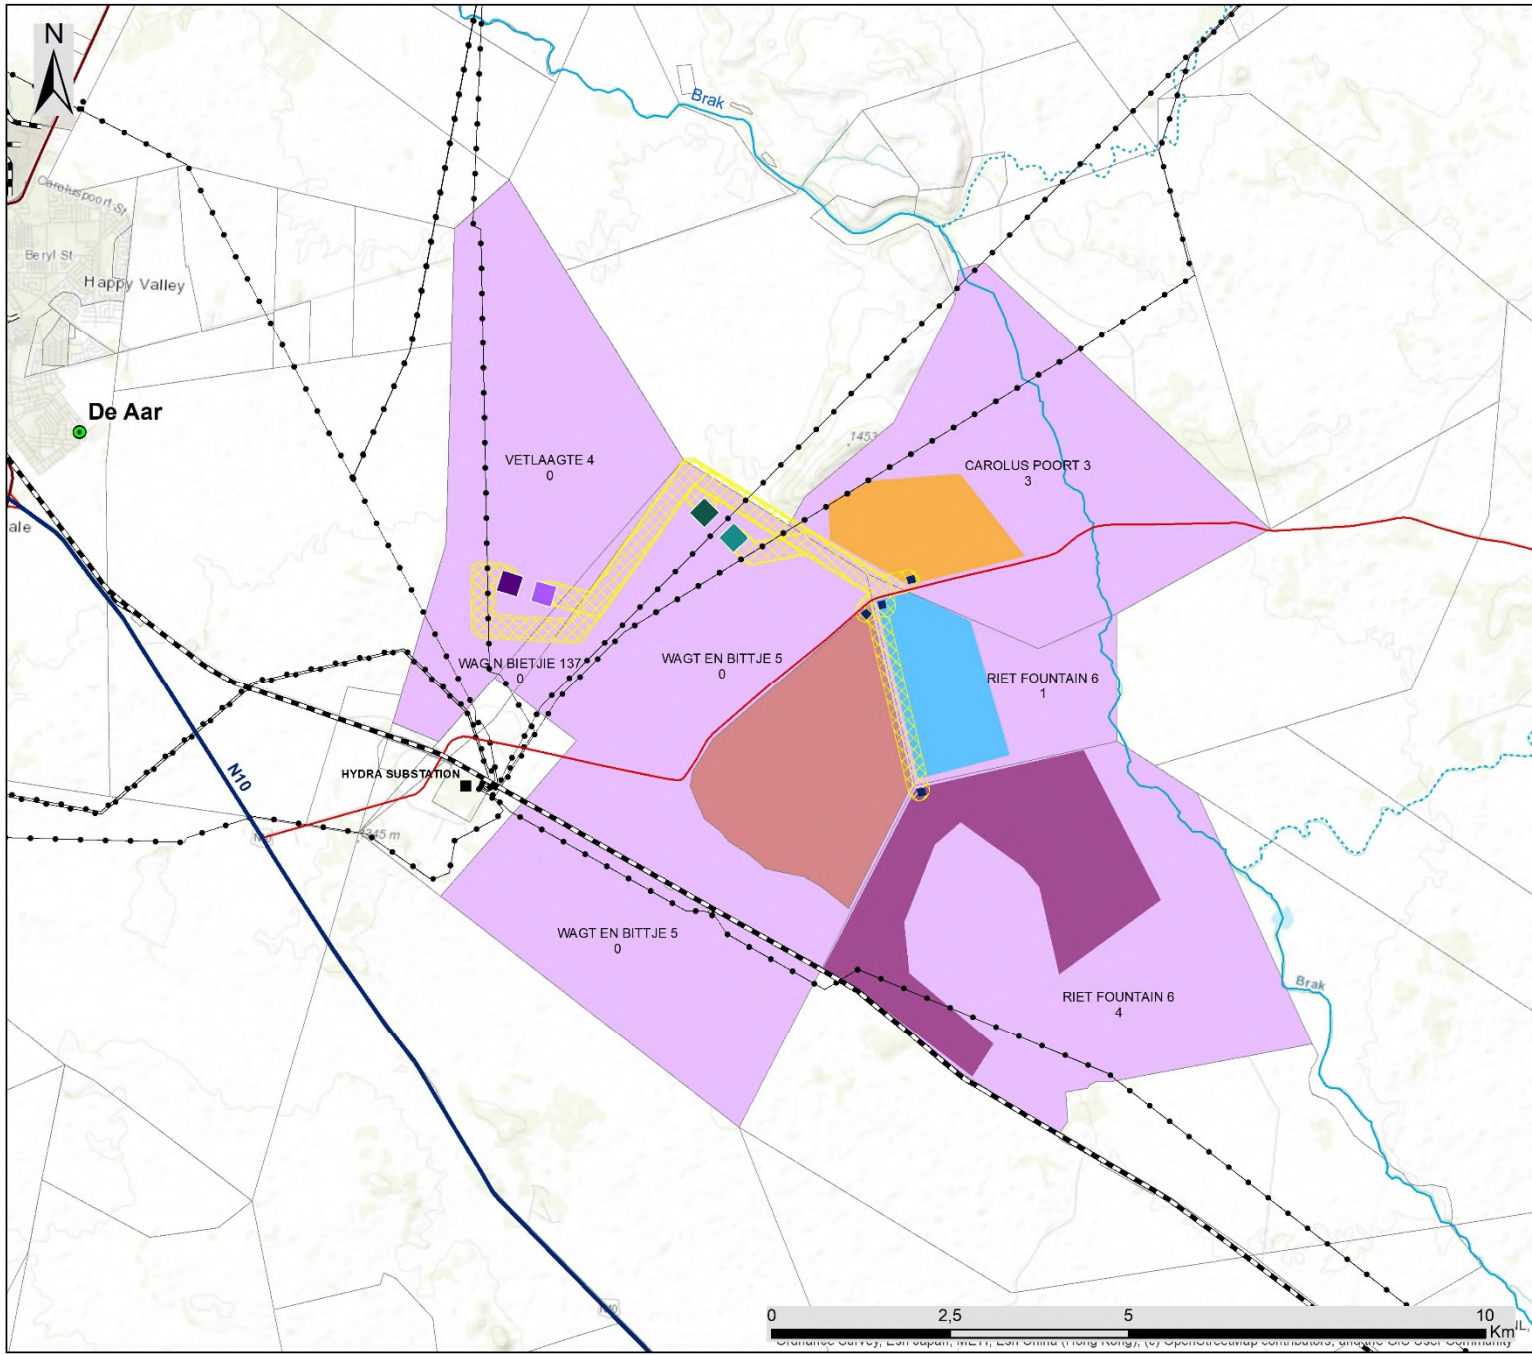 N
Brak
Caroluspoort St
Beryl St
Happy Valley
De Aar
1453
VETLAAGTE 4
0
CAROLUS POORT 3
3
ale
WAG N BIETJIE 137
0
WAGT EN BITTJE 5
0
RIET FOUNTAIN 6
1
HYDRA SUBSTATION
N10
1345 m
WAGT EN BITTJE 5
0
Brak
RIET FOUNTAIN 6
4
N10
0 2,5 5 10
Km